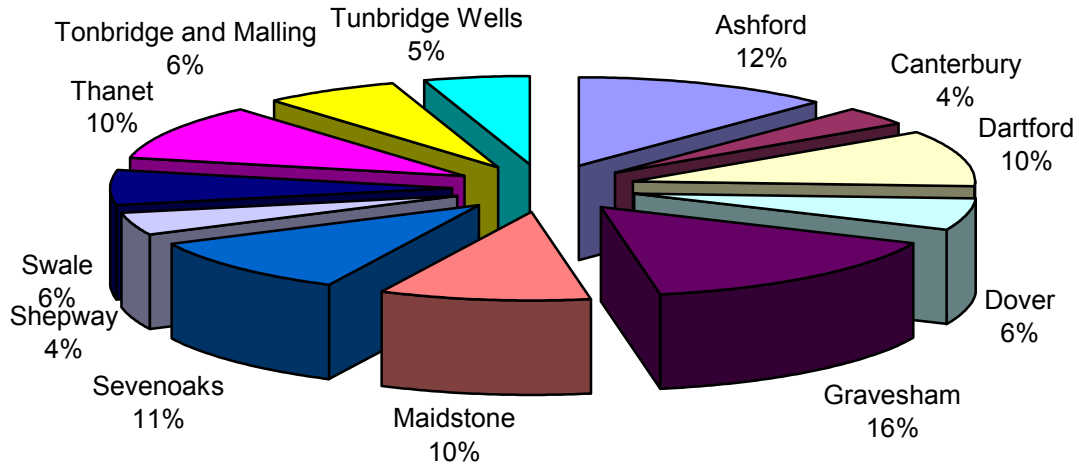 Ashford
12%
Canterbury
4%
Dartford
10%
Dover
6%
Gravesham
16%
Maidstone
10%
Sevenoaks
11%
Shepway
4%
Swale
6%
Thanet
10%
Tonbridge and Malling
6%
Tunbridge Wells
5%